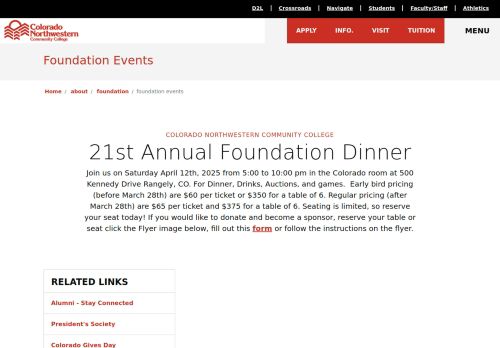 D2L | Crossroads | Navigate | Students | Faculty/Staff | Athletics
Colorado
Northwestern
Community College
APPLY INFO. VISIT TUITION MENU
Foundation Events
Home / about / foundation / foundation events
COLORADO NORTHWESTERN COMMUNITY COLLEGE
21st Annual Foundation Dinner
Join us on Saturday April 12th, 2025 from 5:00 to 10:00 pm in the Colorado room at 500
Kennedy Drive Rangely, CO. For Dinner, Drinks, Auctions, and games.  Early bird pricing
(before March 28th) are $60 per ticket or $350 for a table of 6. Regular pricing (after
March 28th) are $65 per ticket and $375 for a table of 6. Seating is limited, so reserve
your seat today! If you would like to donate and become a sponsor, reserve your table or
seat click the Flyer image below, fill out this form or follow the instructions on the flyer.
RELATED LINKS
Alumni - Stay Connected
President's Society
Colorado Gives Day